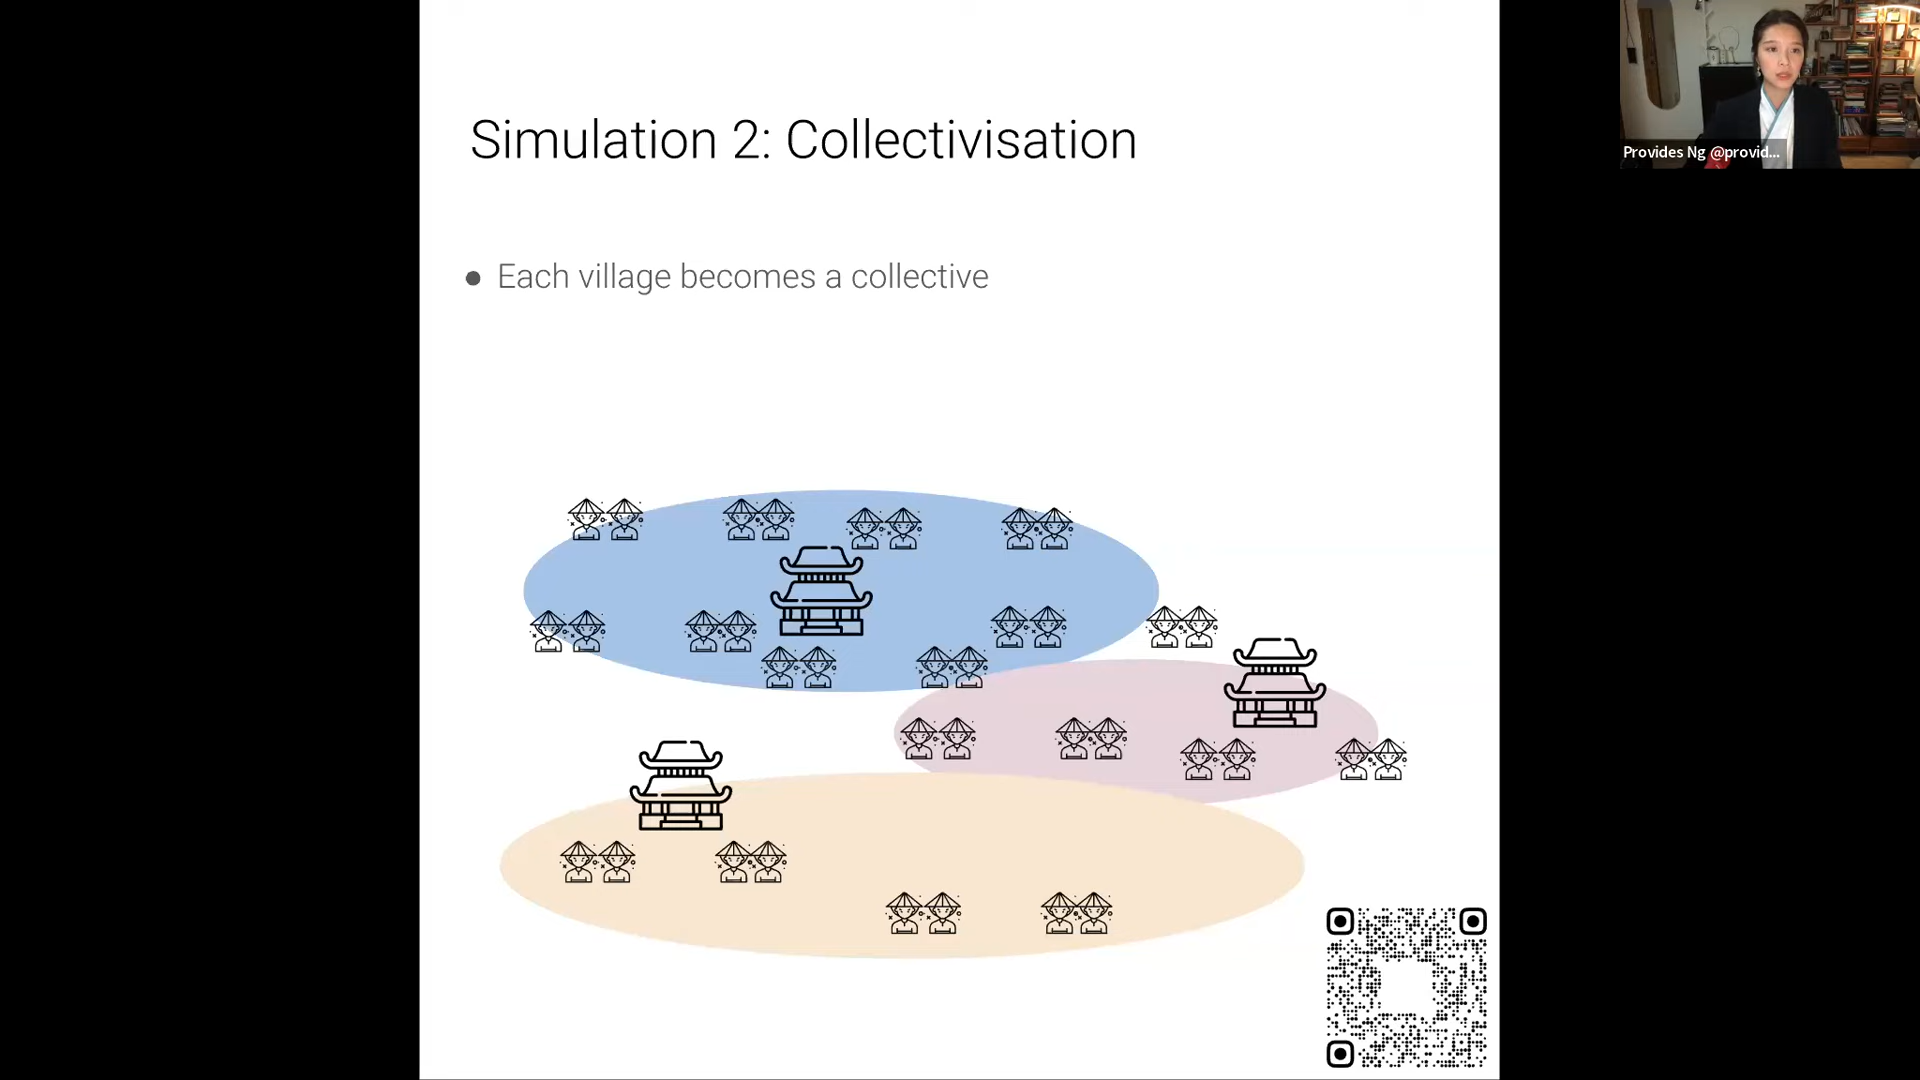 Simulation 2: Collectivisation
● Each village becomes a collective
Provides Ng @provid...